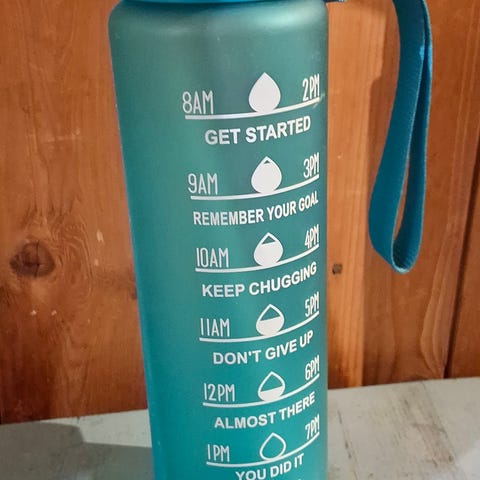 8AM 2PM
GET STARTED
9AM 3PM
REMEMBER YOUR GOAL
10AM 4PM
KEEP CHUGGING
11AM 5PM
DON'T GIVE UP
12PM 6PM
ALMOST THERE
1PM 7PM
YOU DID IT